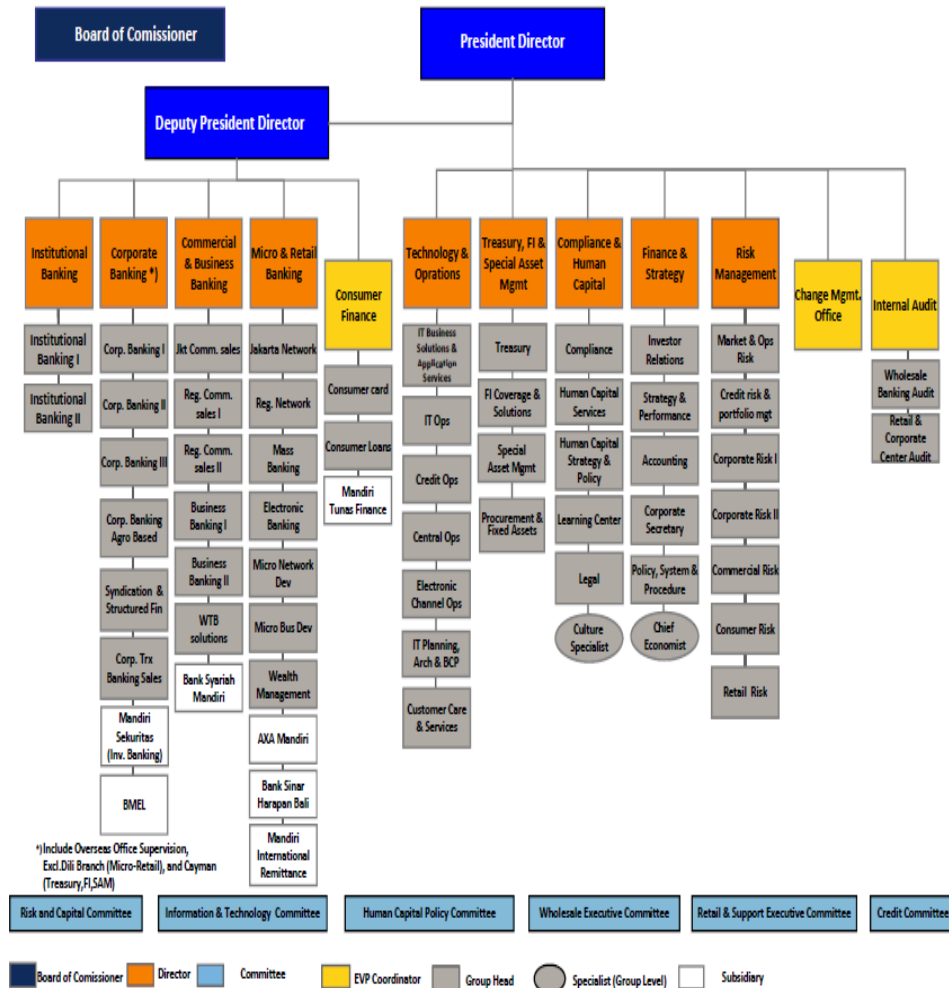 Board of Comissioner
President Director
Deputy President Director
Institutional
Banking
Institutional
Banking I
Institutional
Banking II
Corporate
Banking *)
Corp. Banking I
Corp. Banking II
Corp. Banking III
Corp. Banking
Agro Based
Syndication &
Structured Fin
Corp. Trx
Banking Sales
Mandiri
Sekuritas
(Inv. Banking)
BMEL
Commercial
& Business
Banking
Jkt Comm. sales
Reg. Comm.
sales I
Reg. Comm.
sales II
Business
Banking I
Business
Banking II
WTB
solutions
Bank Syariah
Mandiri
Micro & Retail
Banking
Jakarta Network
Reg. Network
Mass
Banking
Electronic
Banking
Micro Network
Dev
Micro Bus Dev
Wealth
Management
AXA Mandiri
Bank Sinar
Harapan Bali
Mandiri
International
Remittance
Consumer
Finance
Consumer card
Consumer Loans
Mandiri
Tunas Finance
Technology &
Oprations
IT Business
Solutions &
Application
Services
IT Ops
Credit Ops
Central Ops
Electronic
Channel Ops
IT Planning,
Arch & BCP
Customer Care
& Services
Treasury, FI &
Special Asset
Mgmt
Treasury
FI Coverage &
Solutions
Special
Asset Mgmt
Procurement &
Fixed Assets
Compliance &
Human
Capital
Compliance
Human Capital
Services
Human Capital
Strategy &
Policy
Learning Center
Legal
Culture
Specialist
Finance &
Strategy
Investor
Relations
Strategy &
Performance
Accounting
Corporate
Secretary
Policy, System &
Procedure
Chief
Economist
Risk
Management
Market & Ops
Risk
Credit risk &
portfolio mgt
Corporate Risk I
Corporate Risk II
Commercial Risk
Consumer Risk
Retail Risk
Change Mgmt.
Office
Internal Audit
Wholesale
Banking Audit
Retail &
Corporate
Center Audit
*) Include Overseas Office Supervision,
Excl.Dili Branch (Micro-Retail), and Cayman
(Treasury,FI,SAM)
Risk and Capital Committee
Information & Technology Committee
Human Capital Policy Committee
Wholesale Executive Committee
Retail & Support Executive Committee
Credit Committee
Board of Comissioner
Director
Committee
EVP Coordinator
Group Head
Specialist (Group Level)
Subsidiary